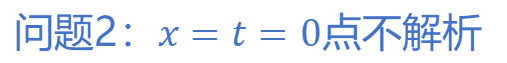 问题2：x = t = 0点不解析